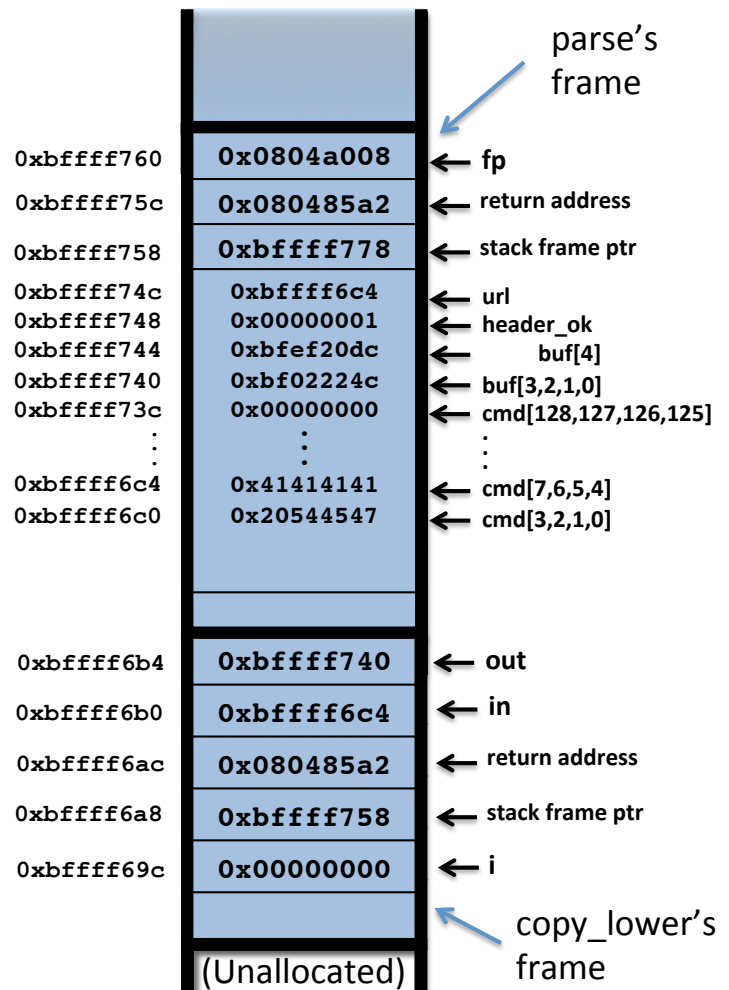 parse’s
frame
0xbffff760 0x0804a008 fp
0xbffff75c 0x080485a2 return address
0xbffff758 0xbffff778 stack frame ptr
0xbffff74c 0xbffff6c4 url
0xbffff748 0x00000001 header_ok
0xbffff744 0xbfef20dc buf[4]
0xbffff740 0xbf02224c buf[3,2,1,0]
0xbffff73c 0x00000000 cmd[128,127,126,125]
. . .
. . .
. . .
0xbffff6c4 0x41414141 cmd[7,6,5,4]
0xbffff6c0 0x20544547 cmd[3,2,1,0]
0xbffff6b4 0xbffff740 out
0xbffff6b0 0xbffff6c4 in
0xbffff6ac 0x080485a2 return address
0xbffff6a8 0xbffff758 stack frame ptr
0xbffff69c 0x00000000 i
copy_lower’s
frame
(Unallocated)